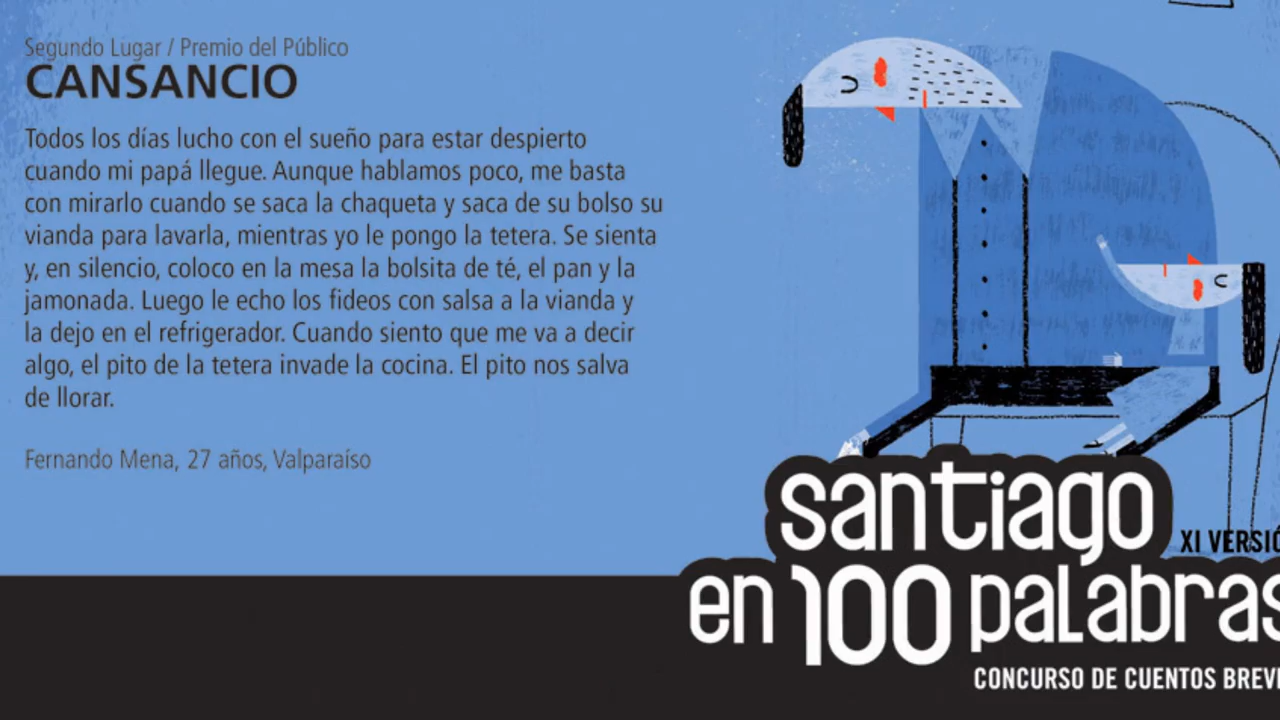 Segundo Lugar / Premio del Público
CANSANCIO
Todos los días lucho con el sueño para estar despierto
cuando mi papá llegue. Aunque hablamos poco, me basta
con mirarlo cuando se saca la chaqueta y saca de su bolso su
vianda para lavarla, mientras yo le pongo la tetera. Se sienta
y, en silencio, coloco en la mesa la bolsita de té, el pan y la
jamonada. Luego le echo los fideos con salsa a la vianda y
la dejo en el refrigerador. Cuando siento que me va a decir
algo, el pito de la tetera invade la cocina. El pito nos salva
de llorar.
Fernando Mena, 27 años, Valparaíso
santiago
XI
en 100 palabras
CONCURSO DE CUENTOS